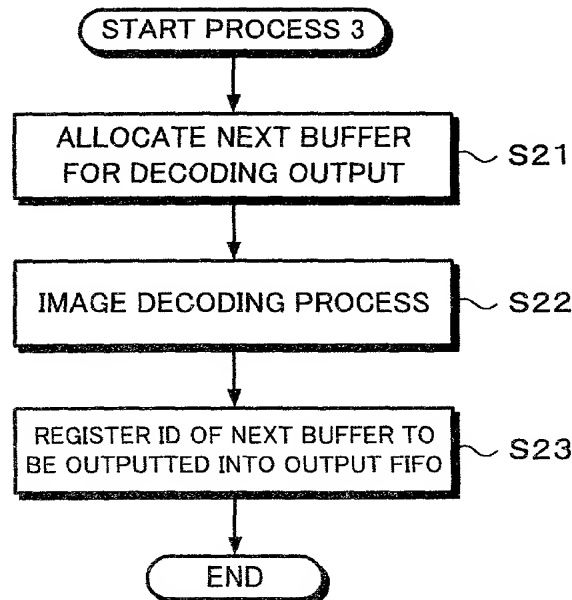 START PROCESS 3
ALLOCATE NEXT BUFFER
FOR DECODING OUTPUT
S21
IMAGE DECODING PROCESS
S22
REGISTER ID OF NEXT BUFFER TO
BE OUTPUTTED INTO OUTPUT FIFO
S23
END